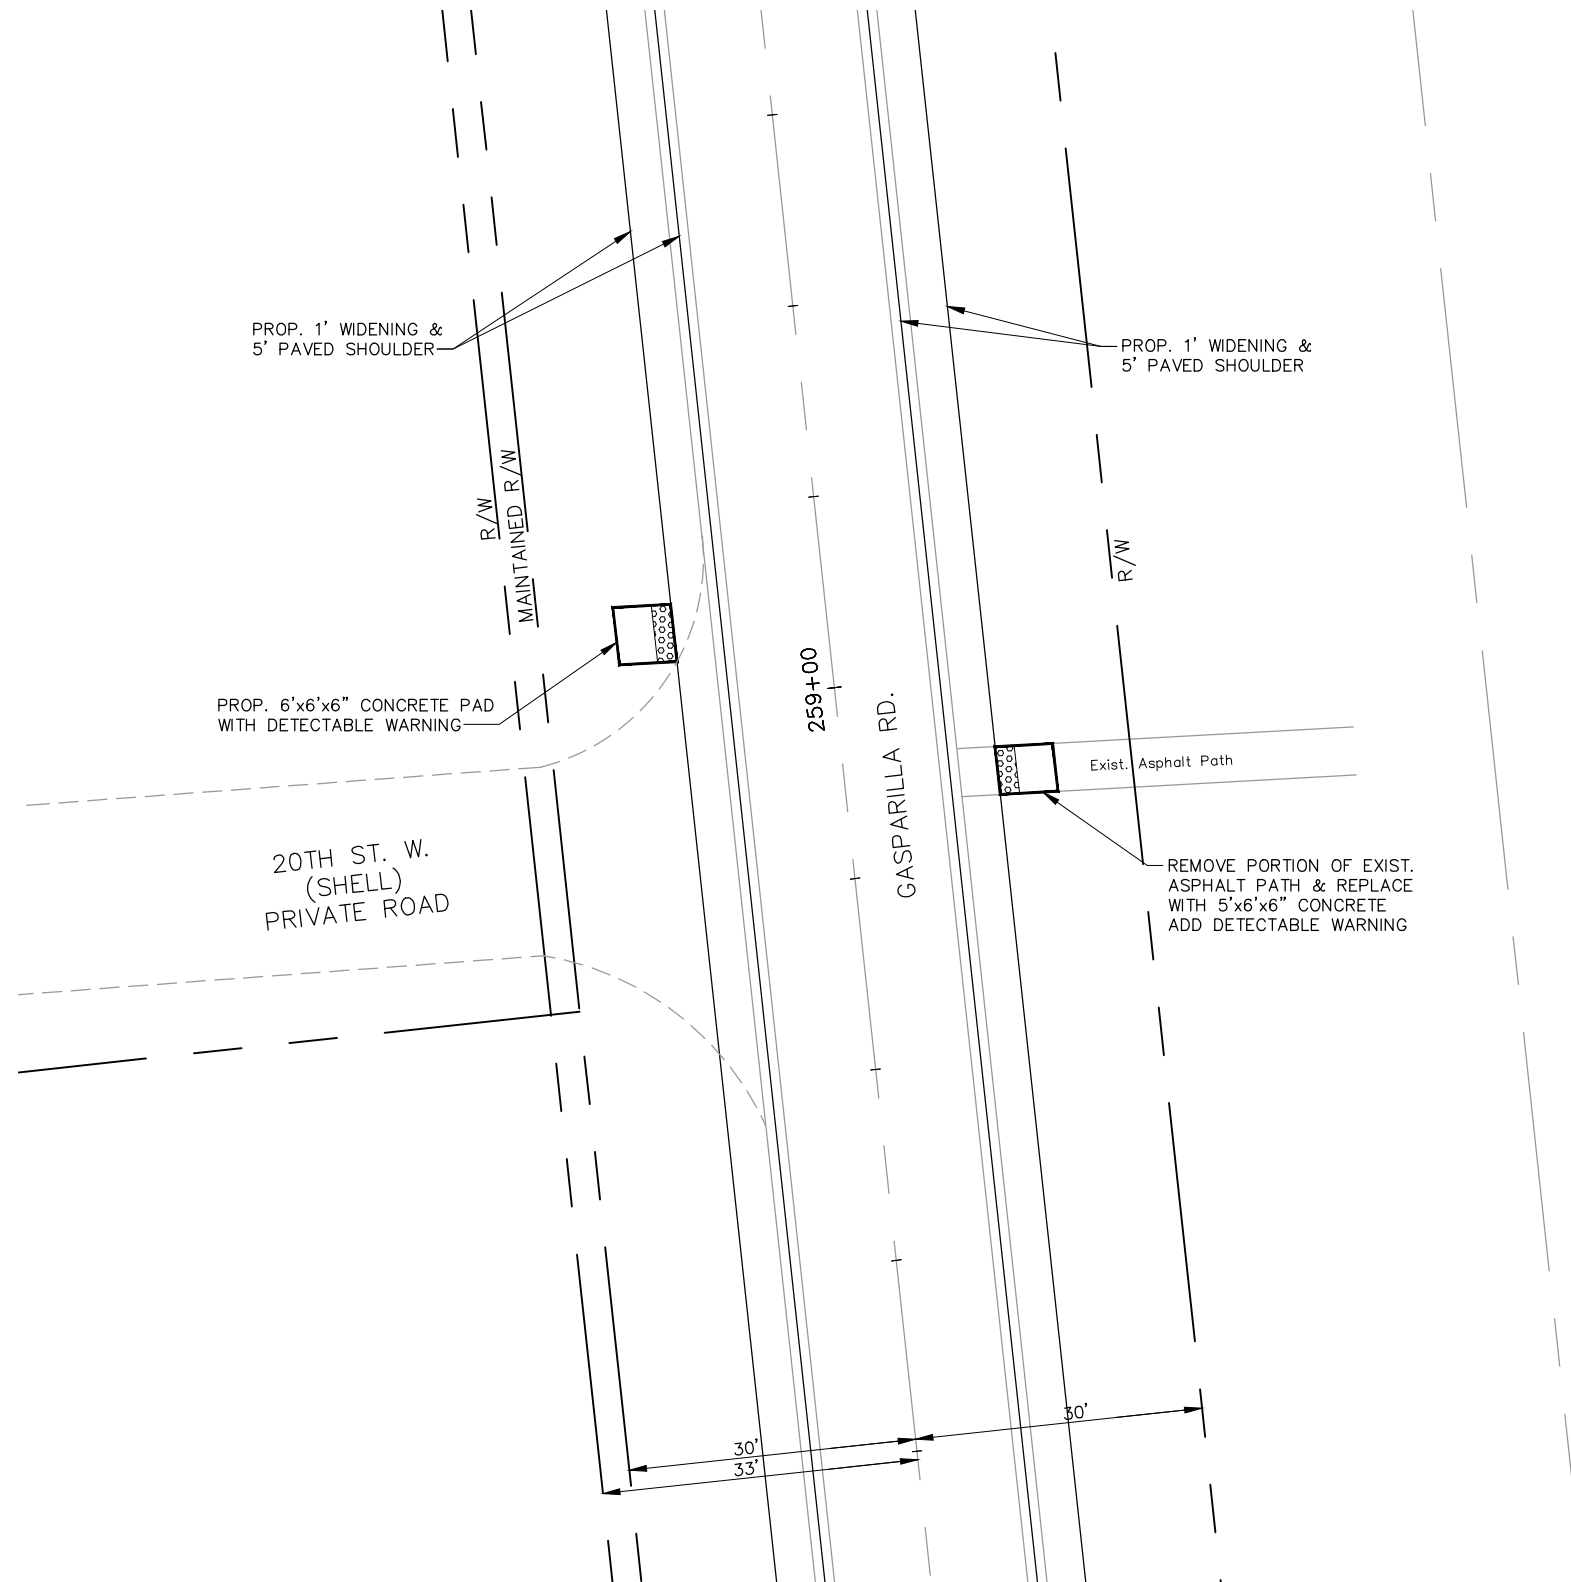 PROP. 1' WIDENING &
5' PAVED SHOULDER
PROP. 1' WIDENING &
5' PAVED SHOULDER
R/W
MAINTAINED R/W
R/W
PROP. 6'x6'x6" CONCRETE PAD
WITH DETECTABLE WARNING
259+00
GASPARILLA RD.
Exist. Asphalt Path
20TH ST. W.
(SHELL)
PRIVATE ROAD
REMOVE PORTION OF EXIST.
ASPHALT PATH & REPLACE
WITH 5'x6'x6" CONCRETE
ADD DETECTABLE WARNING
30'
30'
33'